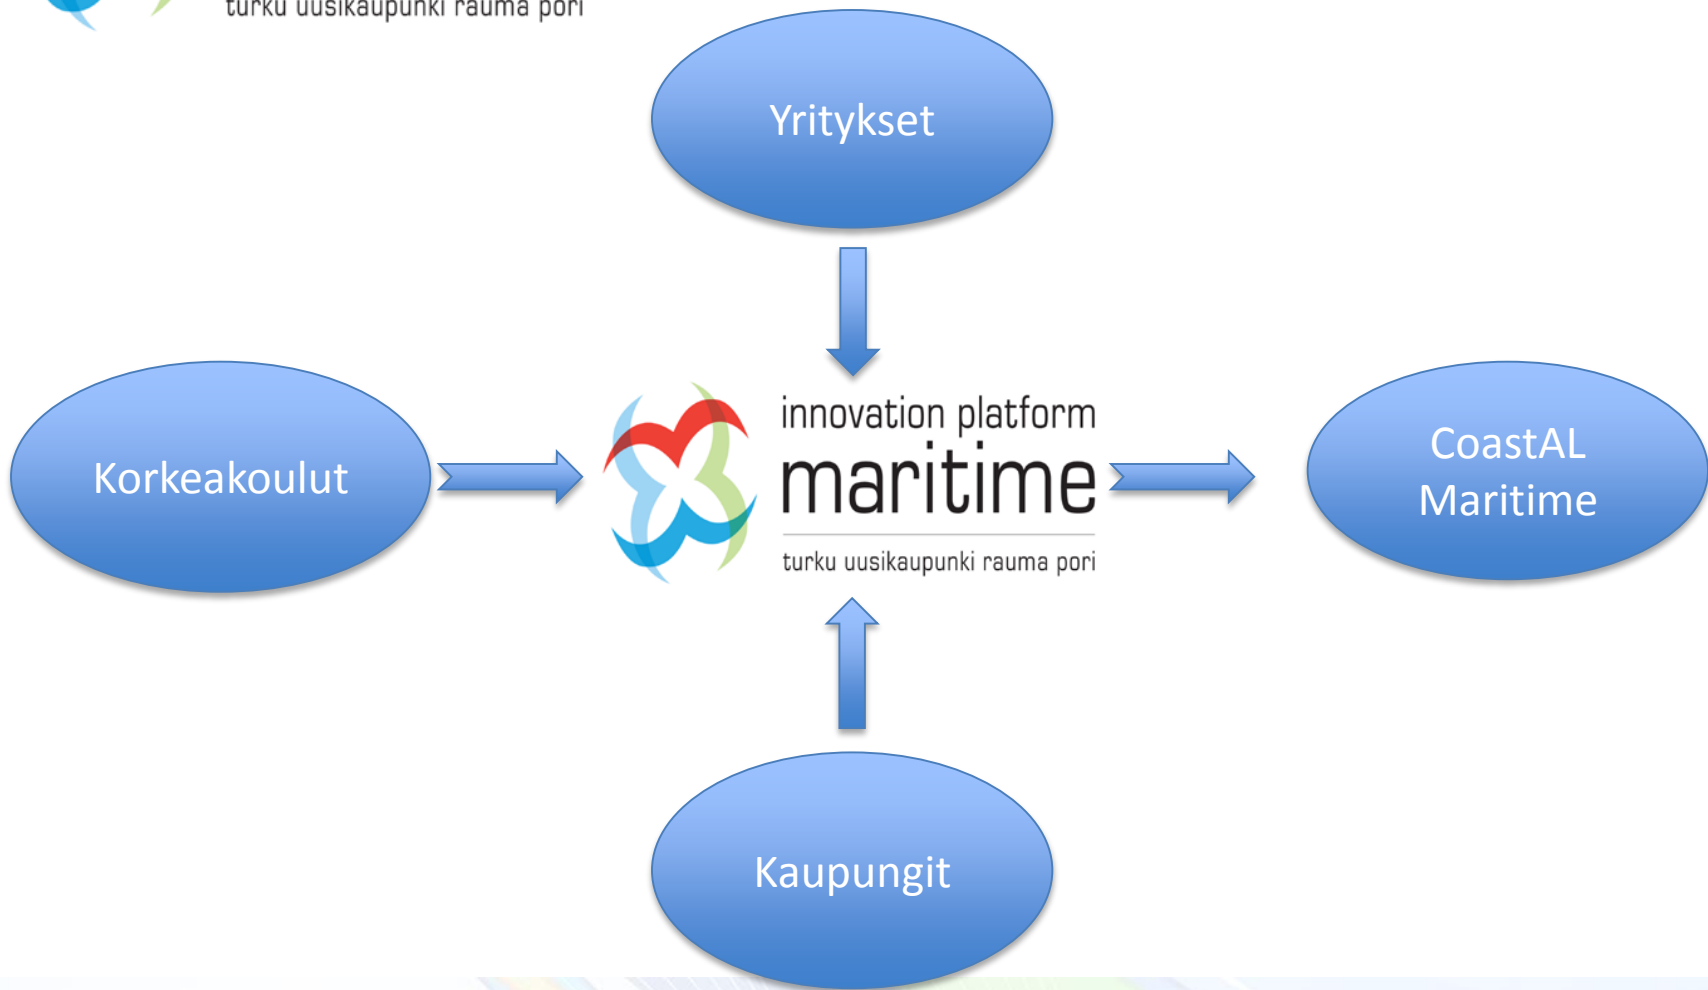 turku uusikaupunki rauma pori
Yritykset
Korkeakoulut
innovation platform
maritime
turku uusikaupunki rauma pori
CoastAL
Maritime
Kaupungit